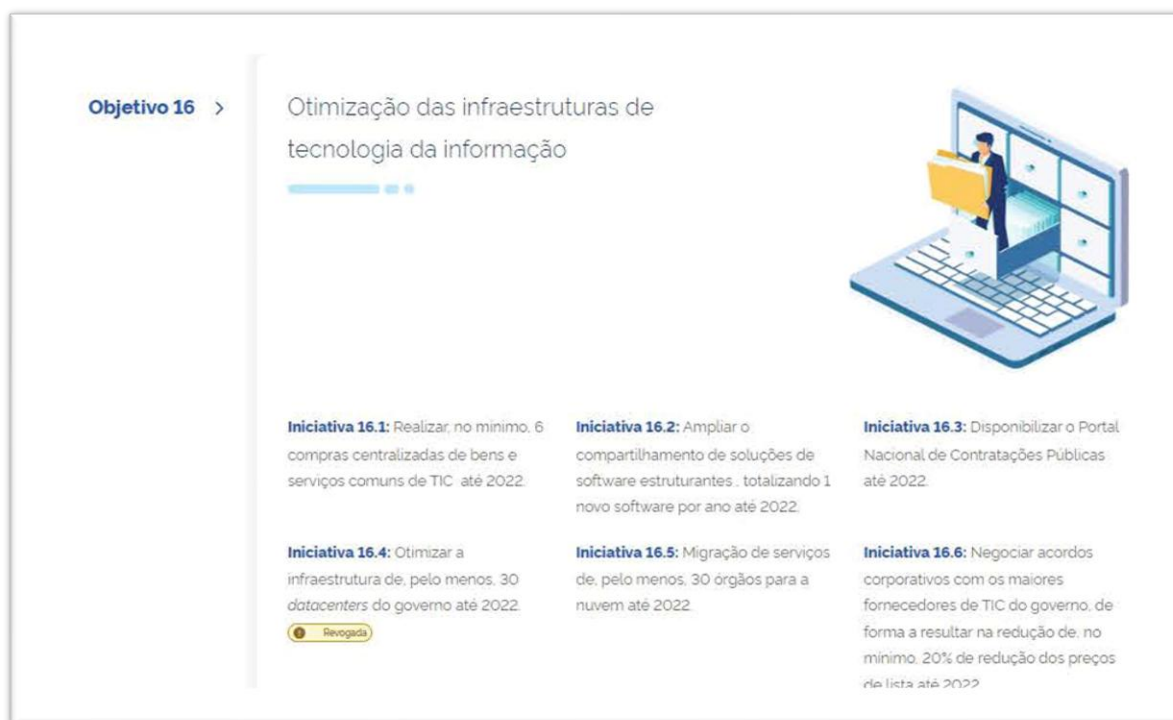 Objetivo 16 >
Otimização das infraestruturas de
tecnologia da informação
Iniciativa 16.1: Realizar, no mínimo, 6
compras centralizadas de bens e
serviços comuns de TIC até 2022.
Iniciativa 16.2: Ampliar o
compartilhamento de soluções de
software estruturantes , totalizando 1
novo software por ano até 2022.
Iniciativa 16.3: Disponibilizar o Portal
Nacional de Contratações Públicas
até 2022.
Iniciativa 16.4: Otimizar a
infraestrutura de, pelo menos, 30
datacenters do governo até 2022.
Revogada
Iniciativa 16.5: Migração de serviços
de, pelo menos, 30 órgãos para a
nuvem até 2022.
Iniciativa 16.6: Negociar acordos
corporativos com os maiores
fornecedores de TIC do governo, de
forma a resultar na redução de, no
mínimo, 20% de redução dos preços
de lista até 2022